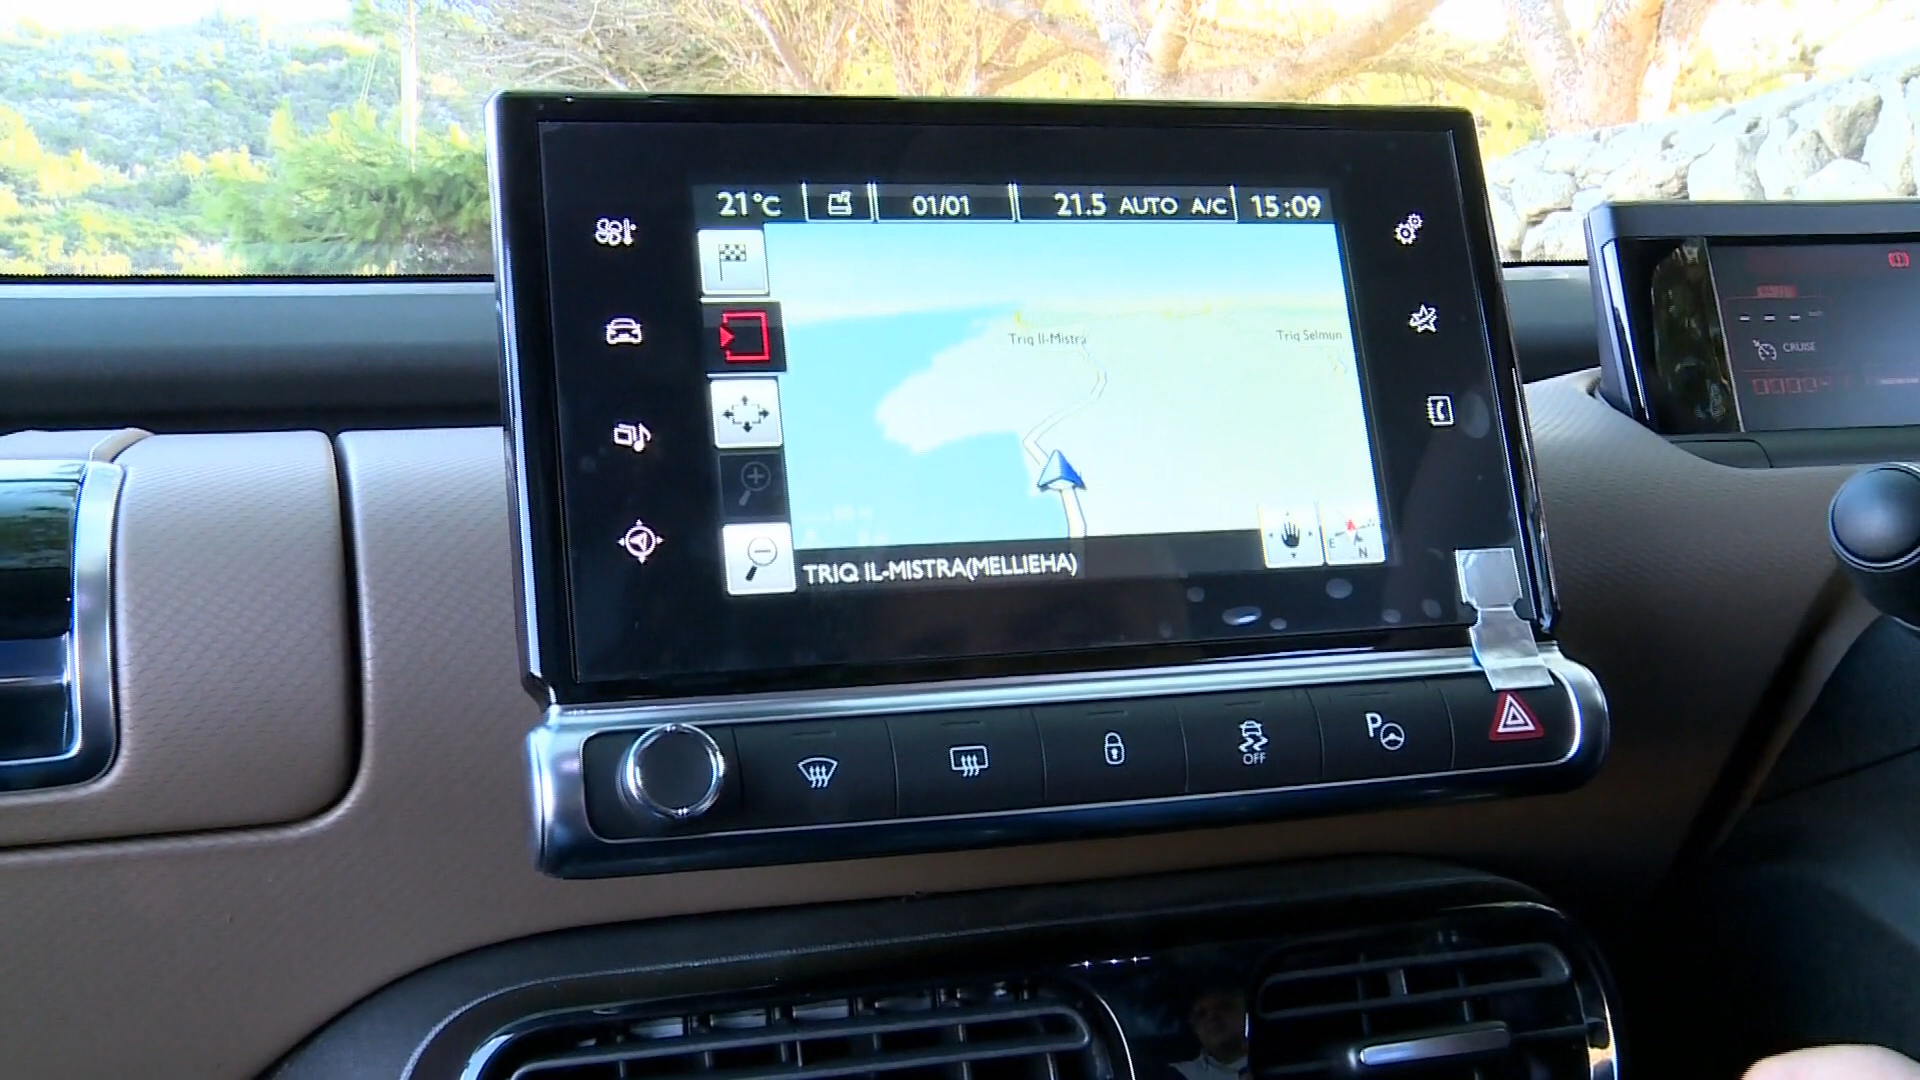 21°C 01/01 21.5 AUTO A/C 15:09
Triq Il-Mistra
Triq Selmun
E N
TRIQ IL-MISTRA(MELLIEHA)
CRUISE
OFF
P